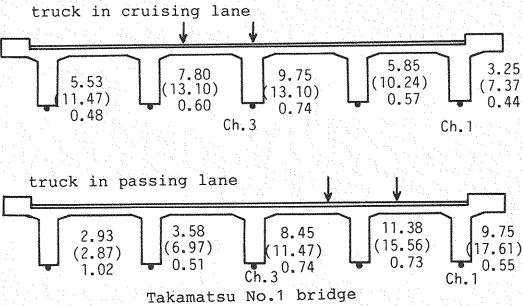 truck in cruising lane
5.53 7.80 9.75 5.85 3.25
(11.47) (13.10) (13.10) (10.24) (7.37
0.48 0.60 0.74 0.57 0.44
Ch.3 Ch.1
truck in passing lane
2.93 3.58 8.45 11.38 9.75
(2.87) (6.97) (11.47) (15.56) (17.61)
1.02 0.51 0.74 0.73 0.55
Ch.3 Ch.1
Takamatsu No.1 bridge